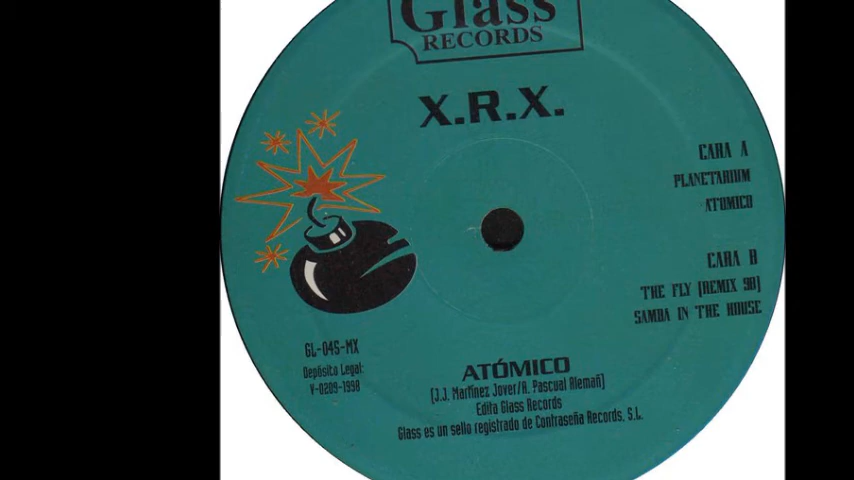 Glass
RECORDS
X.R.X.
CARA A
PLANETARIUM
ATOMICO
CARA B
THE FLY (REMIX 98)
SAMBA IN THE HOUSE
GL-045-MX
Depósito Legal:
V-0209-1998
ATÓMICO
(J.J. Martínez Jover/R. Pascual Alemañ)
Edita Glass Records
Glass es un sello registrado de Contraseña Records, S.L.